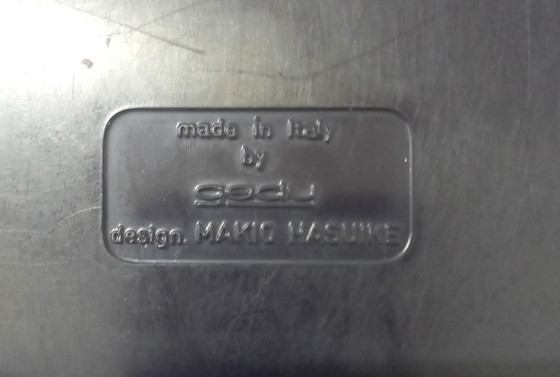 made in Italy
by
gedy
design. MAKIO HASUIKE